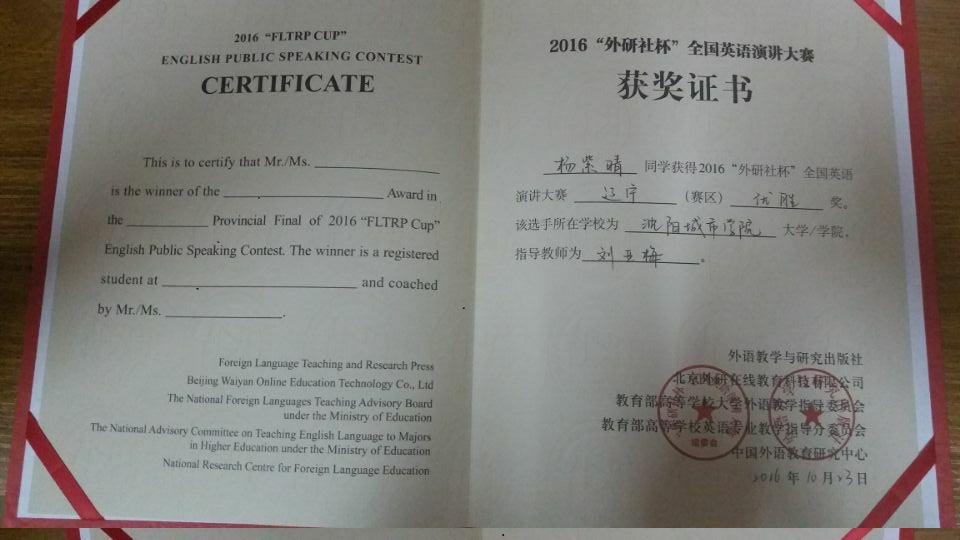 2016 “FLTRP CUP”
ENGLISH PUBLIC SPEAKING CONTEST
CERTIFICATE
This is to certify that Mr./Ms.
is the winner of the Award in
the Provincial Final of 2016 “FLTRP Cup”
English Public Speaking Contest. The winner is a registered
student at and coached
by Mr./Ms. .
Foreign Language Teaching and Research Press
Beijing Waiyan Online Education Technology Co., Ltd
The National Foreign Languages Teaching Advisory Board
under the Ministry of Education
The National Advisory Committee on Teaching English Language to Majors
in Higher Education under the Ministry of Education
National Research Centre for Foreign Language Education
2016“外研社杯”全国英语演讲大赛
获奖证书
杨紫晴 同学获得2016“外研社杯”全国英语
演讲大赛 辽宁 （赛区） 优胜 奖。
该选手所在学校为 沈阳城市学院 大学/学院，
指导教师为 刘亚梅 。
外语教学与研究出版社
北京外研在线教育科技有限公司
教育部高等学校大学外语教学指导委员会
教育部高等学校英语专业教学指导分委员会
中国外语教育研究中心
2016年10月23日
组委会